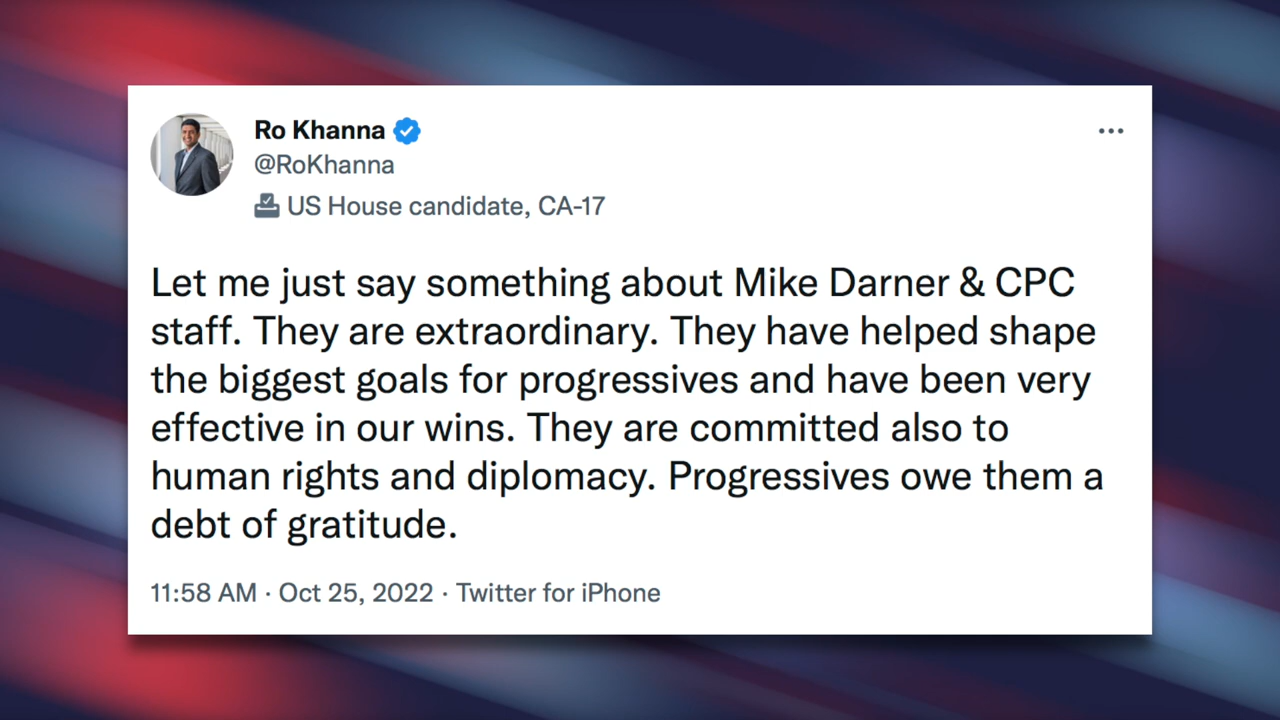 Ro Khanna
@RoKhanna
US House candidate, CA-17
Let me just say something about Mike Darner & CPC
staff. They are extraordinary. They have helped shape
the biggest goals for progressives and have been very
effective in our wins. They are committed also to
human rights and diplomacy. Progressives owe them a
debt of gratitude.
11:58 AM · Oct 25, 2022 · Twitter for iPhone